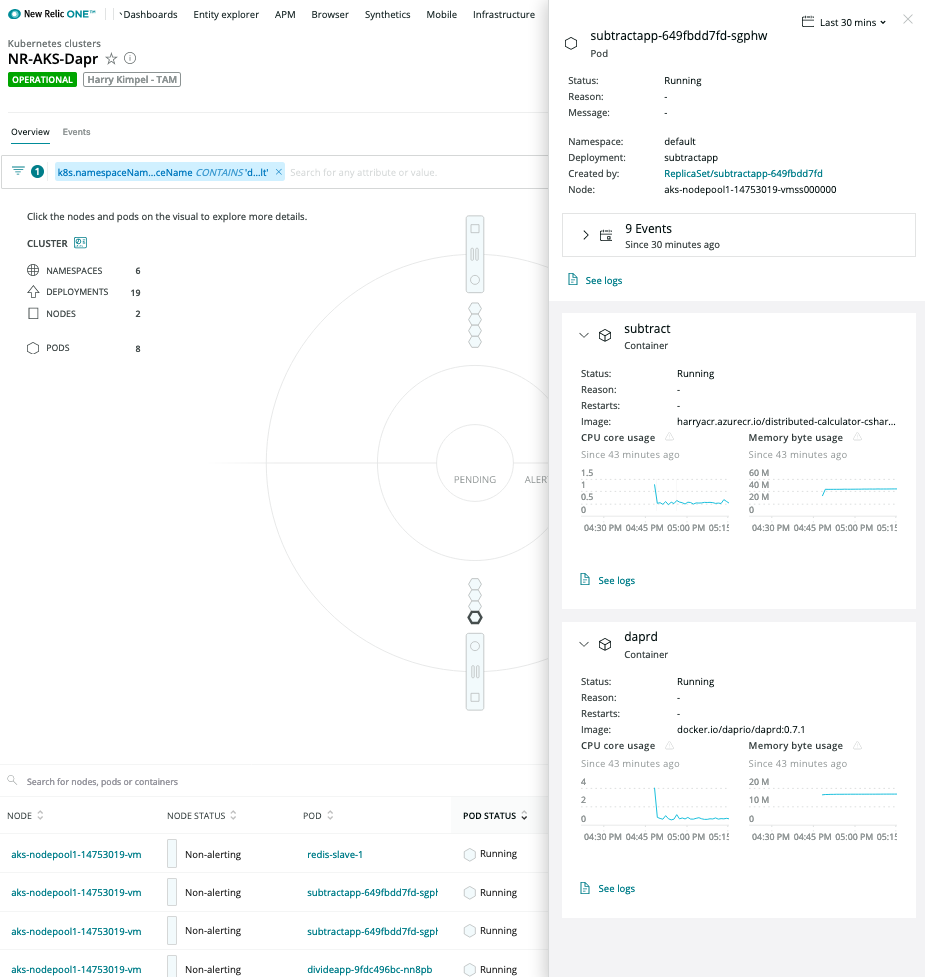 New Relic ONE™
Dashboards Entity explorer APM Browser Synthetics Mobile Infrastructure
Kubernetes clusters
NR-AKS-Dapr
OPERATIONAL Harry Kimpel - TAM
Overview Events
1 k8s.namespaceNam...ceName CONTAINS 'd...lt' × Search for any attribute or value.
Click the nodes and pods on the visual to explore more details.
CLUSTER
NAMESPACES 6
DEPLOYMENTS 19
NODES 2
PODS 8
PENDING ALER
Search for nodes, pods or containers
NODE NODE STATUS POD POD STATUS
aks-nodepool1-14753019-vm Non-alerting redis-slave-1 Running
aks-nodepool1-14753019-vm Non-alerting subtractapp-649fbdd7fd-sgph Running
aks-nodepool1-14753019-vm Non-alerting subtractapp-649fbdd7fd-sgph Running
aks-nodepool1-14753019-vm Non-alerting divideapp-9fdc496bc-nn8pb Running
Last 30 mins
subtractapp-649fbdd7fd-sgphw
Pod
Status: Running
Reason: -
Message: -
Namespace: default
Deployment: subtractapp
Created by: ReplicaSet/subtractapp-649fbdd7fd
Node: aks-nodepool1-14753019-vmss000000
9 Events
Since 30 minutes ago
See logs
subtract
Container
Status: Running
Reason: -
Restarts: -
Image: harryacr.azurecr.io/distributed-calculator-cshar...
CPU core usage Memory byte usage
Since 43 minutes ago Since 43 minutes ago
1.5 60 M
1 40 M
0.5 20 M
0 0
04:30 PM 04:45 PM 05:00 PM 05:15 04:30 PM 04:45 PM 05:00 PM 05:15
See logs
daprd
Container
Status: Running
Reason: -
Restarts: -
Image: docker.io/daprio/daprd:0.7.1
CPU core usage Memory byte usage
Since 43 minutes ago Since 43 minutes ago
4 20 M
2 10 M
0 0
04:30 PM 04:45 PM 05:00 PM 05:15 04:30 PM 04:45 PM 05:00 PM 05:15
See logs